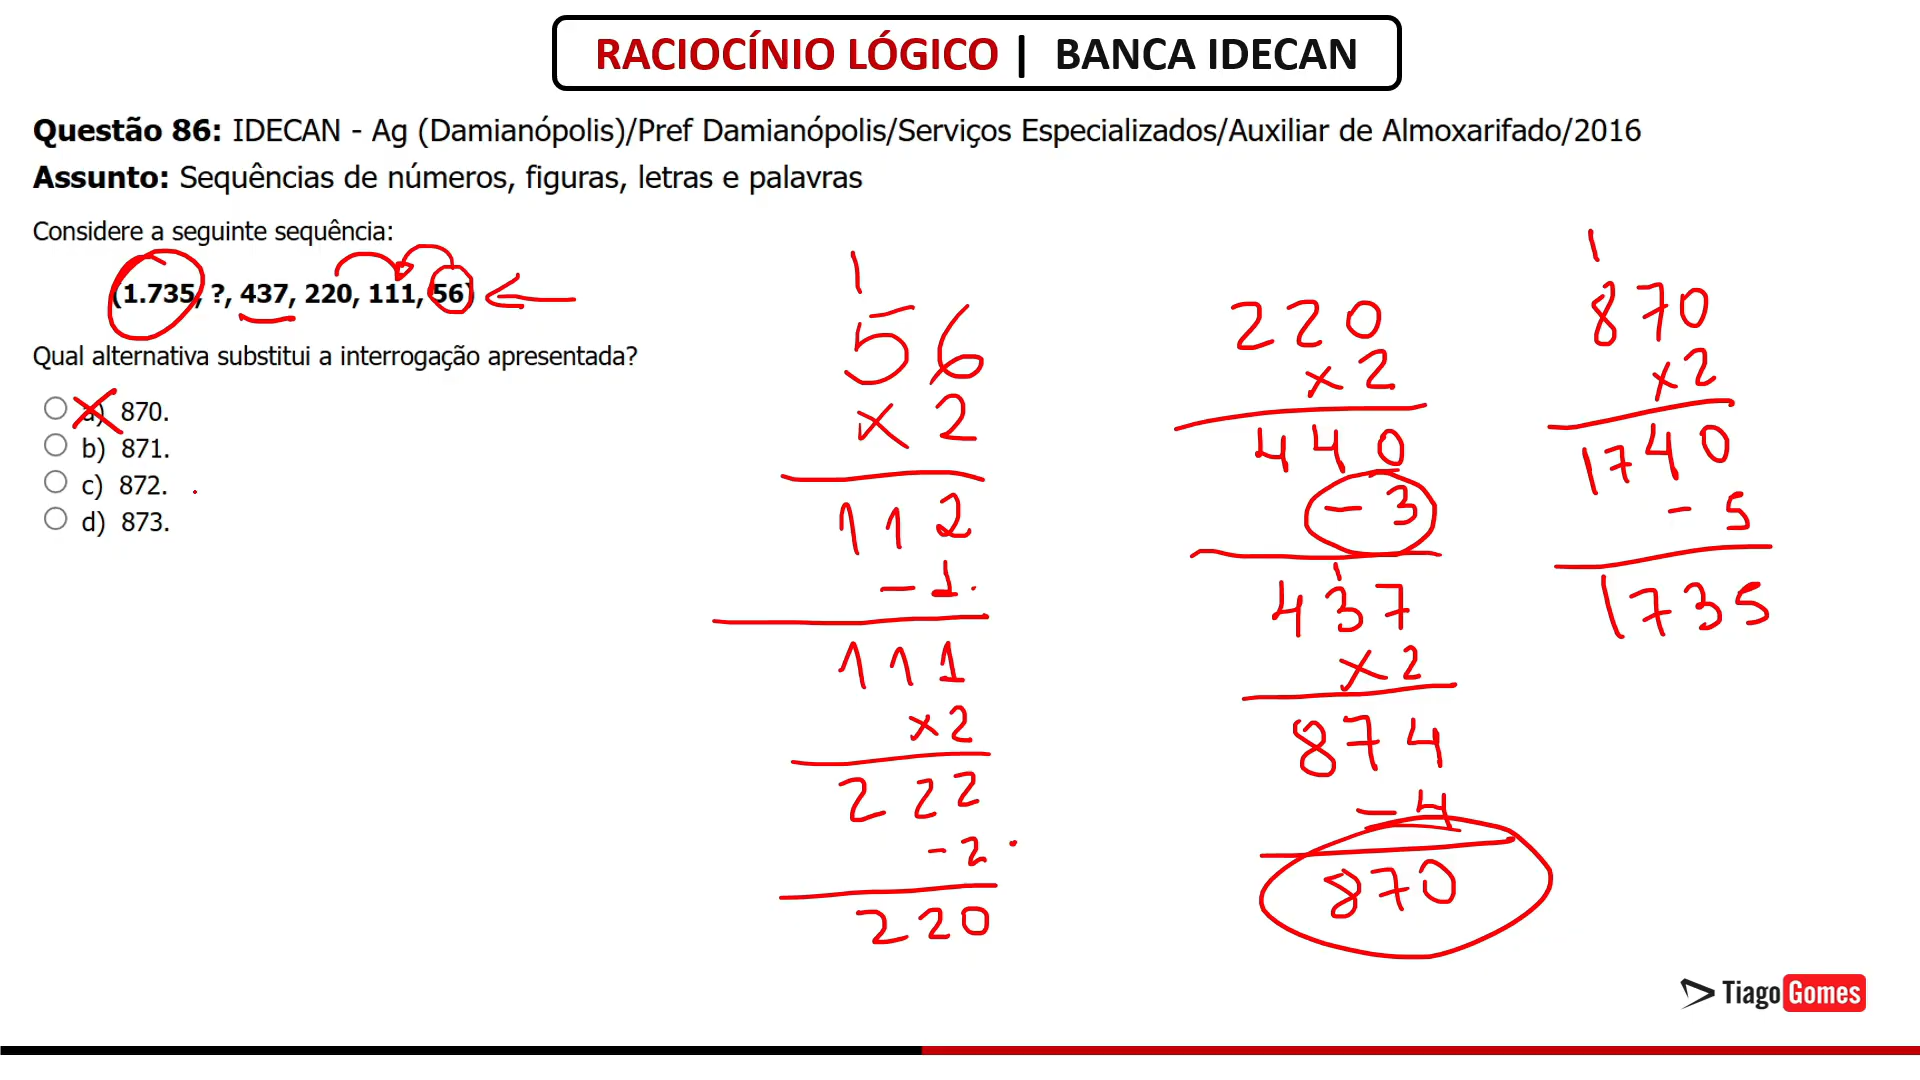 RACIOCÍNIO LÓGICO | BANCA IDECAN
Questão 86: IDECAN - Ag (Damianópolis)/Pref Damianópolis/Serviços Especializados/Auxiliar de Almoxarifado/2016
Assunto: Sequências de números, figuras, letras e palavras
Considere a seguinte sequência:
(1.735, ?, 437, 220, 111, 56)
Qual alternativa substitui a interrogação apresentada?
a) 870.
b) 871.
c) 872.
d) 873.
1
56
x 2
112
- 1
111
x2
222
- 2
220
220
x 2
440
- 3
1
437
x 2
874
- 4
870
1
870
x 2
1740
- 5
1735
Tiago Gomes